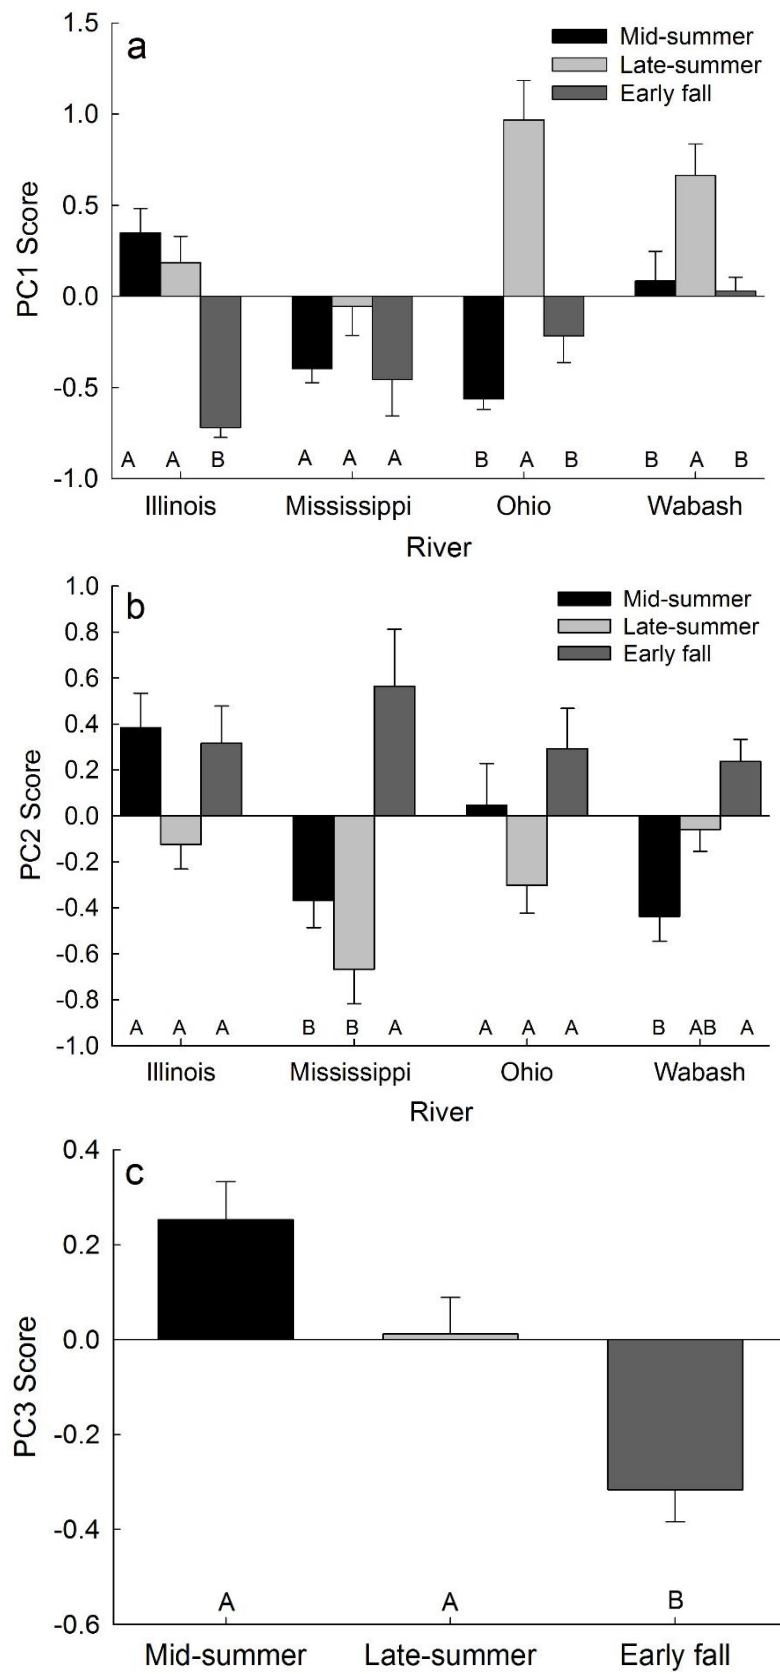 a
Mid-summer
Late-summer
Early fall
1.5
1.0
0.5
0.0
-0.5
-1.0
PC1 Score
A A B A A A B A B B A B
Illinois Mississippi Ohio Wabash
River
b
Mid-summer
Late-summer
Early fall
1.0
0.8
0.6
0.4
0.2
0.0
-0.2
-0.4
-0.6
-0.8
-1.0
PC2 Score
A A A B B A A A A B AB A
Illinois Mississippi Ohio Wabash
River
c
0.4
0.2
0.0
-0.2
-0.4
-0.6
PC3 Score
A A B
Mid-summer Late-summer Early fall